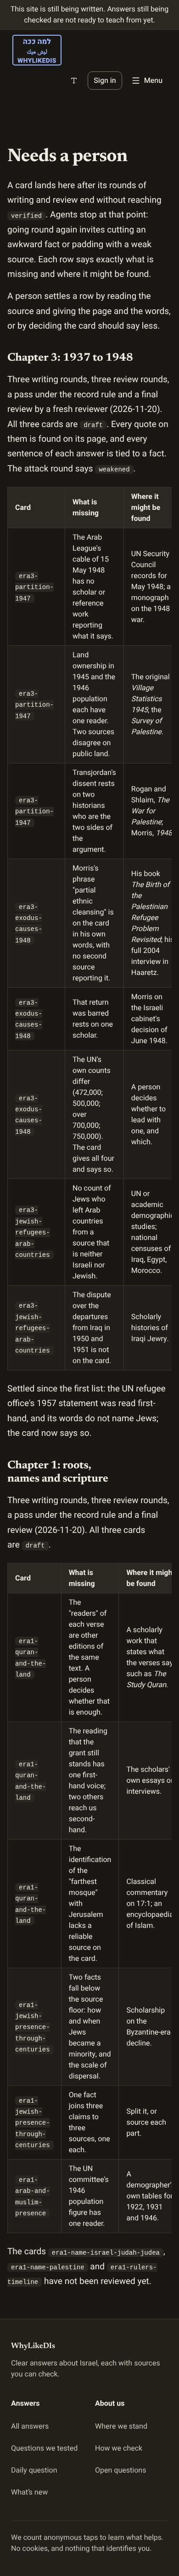 This site is still being written. Answers still being
checked are not ready to teach from yet.
למה ככה
ليش هيك
WHYLIKEDIS
Sign in
Menu
Needs a person
A card lands here after its rounds of
writing and review end without reaching
verified. Agents stop at that point:
going round again invites cutting an
awkward fact or padding with a weak
source. Each row says exactly what is
missing and where it might be found.
A person settles a row by reading the
source and giving the page and the words,
or by deciding the card should say less.
Chapter 3: 1937 to 1948
Three writing rounds, three review rounds,
a pass under the record rule and a final
review by a fresh reviewer (2026-11-20).
All three cards are draft. Every quote on
them is found on its page, and every
sentence of each answer is tied to a fact.
The attack round says weakened.
Card
What is
missing
Where it
might be
found
era3-
partition-
1947
The Arab
League's
cable of 15
May 1948
has no
scholar or
reference
work
reporting
what it says.
UN Security
Council
records for
May 1948; a
monograph
on the 1948
war.
era3-
partition-
1947
Land
ownership in
1945 and the
1946
population
each have
one reader.
Two sources
disagree on
public land.
The original
Village
Statistics
1945; the
Survey of
Palestine.
era3-
partition-
1947
Transjordan's
dissent rests
on two
historians
who are the
two sides of
the
argument.
Rogan and
Shlaim, The
War for
Palestine;
Morris, 1948
era3-
exodus-
causes-
1948
Morris's
phrase
"partial
ethnic
cleansing" is
on the card
in his own
words, with
no second
source
reporting it.
His book
The Birth of
the
Palestinian
Refugee
Problem
Revisited; his
full 2004
interview in
Haaretz.
era3-
exodus-
causes-
1948
That return
was barred
rests on one
scholar.
Morris on
the Israeli
cabinet's
decision of
June 1948.
era3-
exodus-
causes-
1948
The UN's
own counts
differ
(472,000;
500,000;
over
700,000;
750,000).
The card
gives all four
and says so.
A person
decides
whether to
lead with
one, and
which.
era3-
jewish-
refugees-
arab-
countries
No count of
Jews who
left Arab
countries
from a
source that
is neither
Israeli nor
Jewish.
UN or
academic
demographic
studies;
national
censuses of
Iraq, Egypt,
Morocco.
era3-
jewish-
refugees-
arab-
countries
The dispute
over the
departures
from Iraq in
1950 and
1951 is not
on the card.
Scholarly
histories of
Iraqi Jewry.
Settled since the first list: the UN refugee
office's 1957 statement was read first-
hand, and its words do not name Jews;
the card now says so.
Chapter 1: roots,
names and scripture
Three writing rounds, three review rounds,
a pass under the record rule and a final
review (2026-11-20). All three cards
are draft.
Card
What is
missing
Where it migh
be found
era1-
quran-
and-the-
land
The
"readers" of
each verse
are other
editions of
the same
text. A
person
decides
whether that
is enough.
A scholarly
work that
states what
the verses say
such as The
Study Quran.
era1-
quran-
and-the-
land
The reading
that the
grant still
stands has
one first-
hand voice;
two others
reach us
second-
hand.
The scholars'
own essays or
interviews.
era1-
quran-
and-the-
land
The
identification
of the
"farthest
mosque"
with
Jerusalem
lacks a
reliable
source on
the card.
Classical
commentary
on 17:1; an
encyclopaedia
of Islam.
era1-
jewish-
presence-
through-
centuries
Two facts
fall below
the source
floor: how
and when
Jews
became a
minority, and
the scale of
dispersal.
Scholarship
on the
Byzantine-era
decline.
era1-
jewish-
presence-
through-
centuries
One fact
joins three
claims to
three
sources, one
each.
Split it, or
source each
part.
era1-
arab-and-
muslim-
presence
The UN
committee's
1946
population
figure has
one reader.
A
demographer'
own tables for
1922, 1931
and 1946.
The cards era1-name-israel-judah-judea,
era1-name-palestine and era1-rulers-
timeline have not been reviewed yet.
WhyLikeDIs
Clear answers about Israel, each with sources
you can check.
Answers
About us
All answers
Where we stand
Questions we tested
How we check
Daily question
Open questions
What's new
We count anonymous taps to learn what helps.
No cookies, and nothing that identifies you.